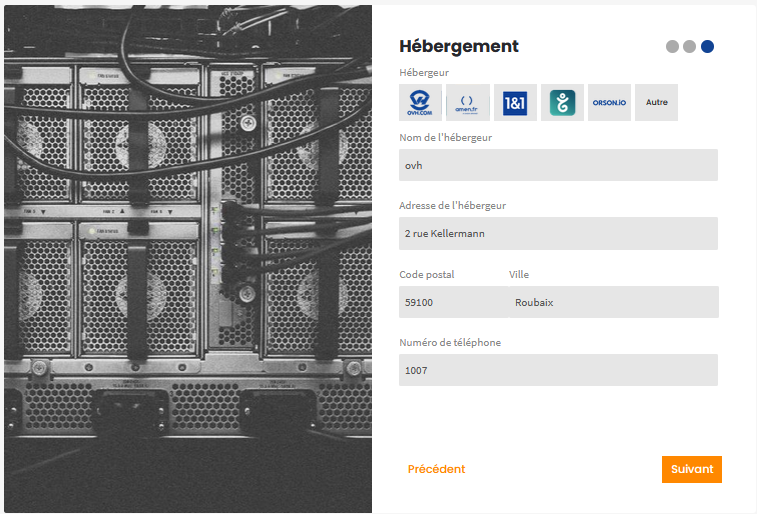 Hébergement
Hébergeur
OVH.COM
amen.fr
1&1
ORSON.IO
Autre
Nom de l'hébergeur
ovh
Adresse de l'hébergeur
2 rue Kellermann
Code postal Ville
59100 Roubaix
Numéro de téléphone
1007
Précédent Suivant